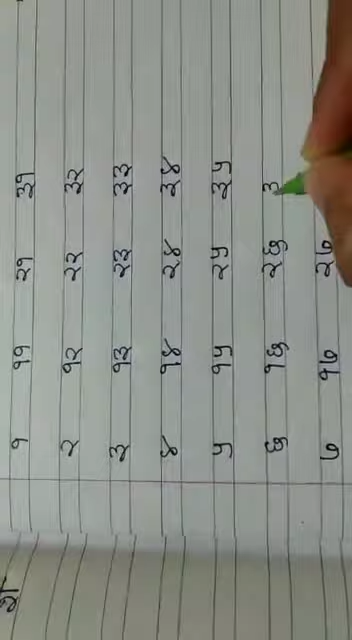 १ ११ २१ ३१
२ १२ २२ ३२
३ १३ २३ ३३
४ १४ २४ ३४
५ १५ २५ ३५
६ १६ २६ ३
७ १७ २७